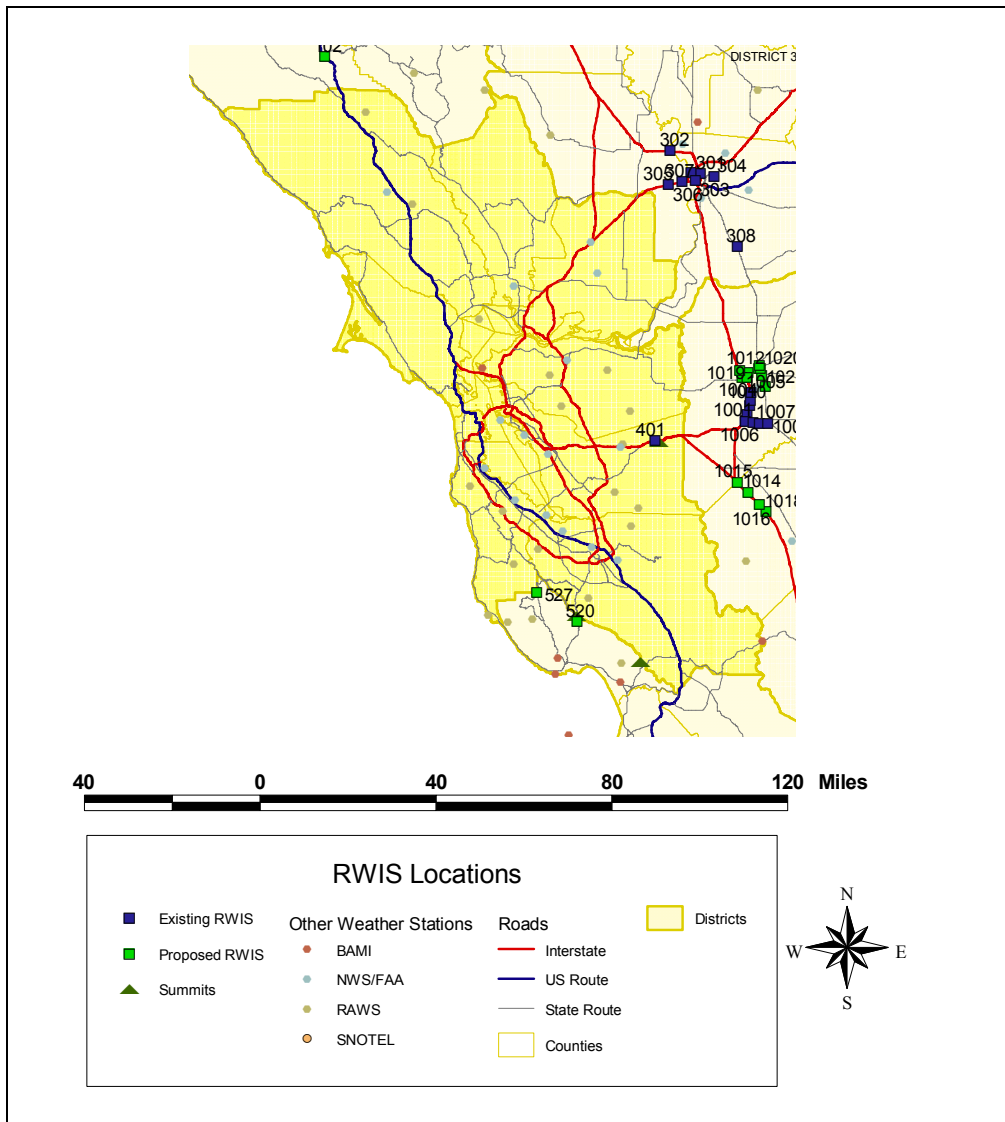 DISTRICT 3
302
301
307
304
305
303
306
308
1012
1020
1019
1005
1007
1006
401
1015
1014
1018
1016
527
520
40 0 40 80 120 Miles
RWIS Locations
Existing RWIS
Proposed RWIS
Summits
Other Weather Stations
BAMI
NWS/FAA
RAWS
SNOTEL
Roads
Interstate
US Route
State Route
Counties
Districts
N
W E
S